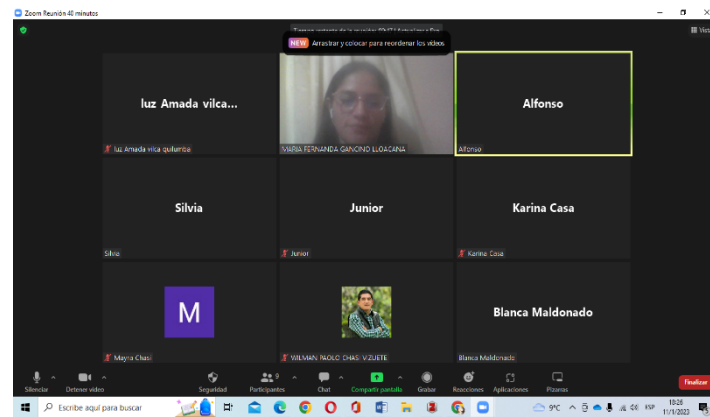 Zoom Reunión 40 minutos
NEW Arrastrar y colocar para reordenar los vídeos
luz Amada vilca...
luz Amada vilca quilumba
MARIA FERNANDA GANCINO LLOACANA
Alfonso
Alfonso
Silvia
Silvia
Junior
Junior
Karina Casa
Karina Casa
M
Mayra Chasi
WILMAN PAOLO CHASI VIZUETE
Blanca Maldonado
Blanca Maldonado
Silenciar
Detener video
Seguridad
Participantes
9
Chat
Compartir pantalla
Grabar
Reacciones
Aplicaciones
Pizarras
Finalizar
Escribe aquí para buscar
9°C
ESP
18:26
11/1/2023